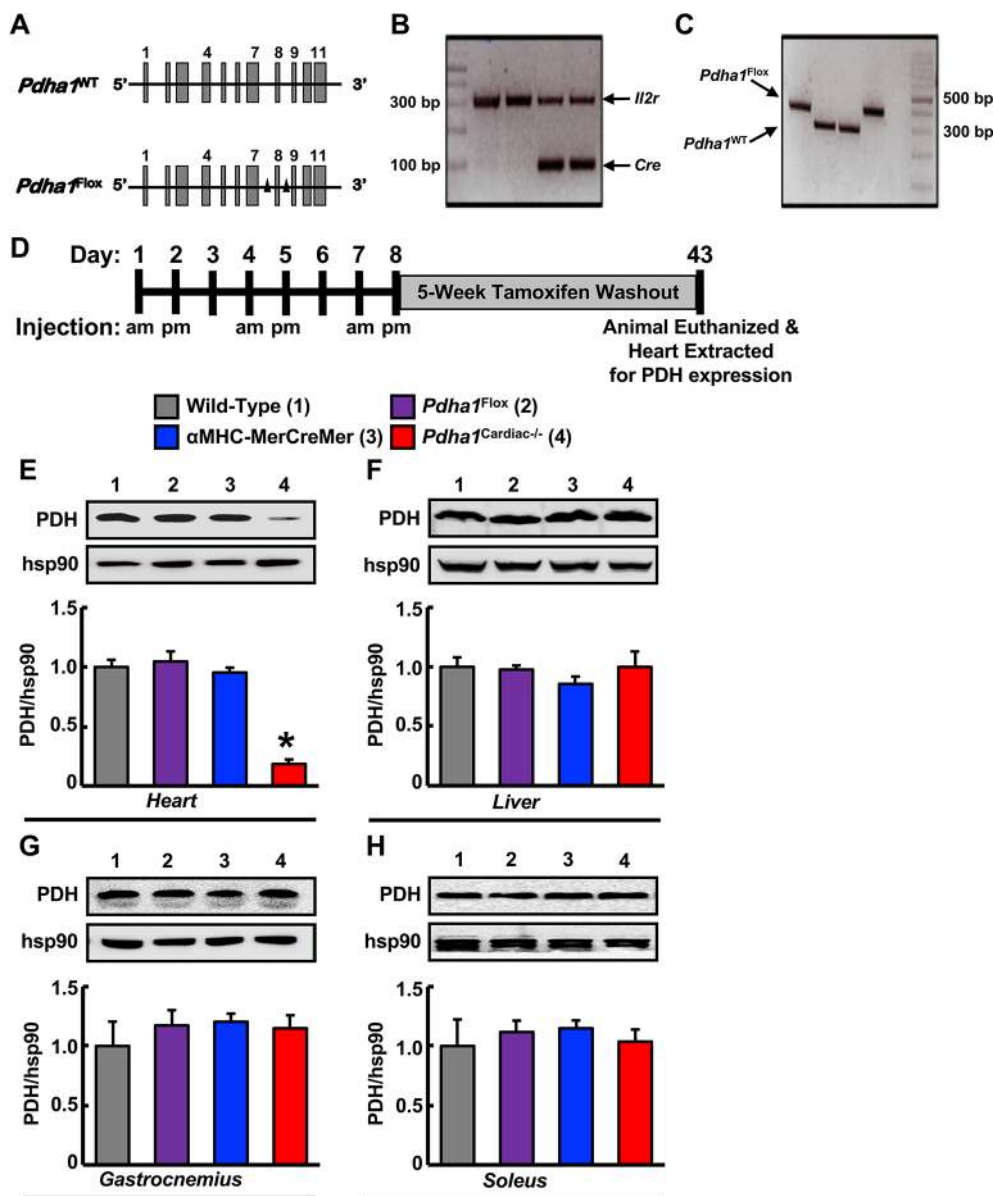 A
1 4 7 8 9 11
Pdha1WT 5’ 3’
1 4 7 8 9 11
Pdha1Flox 5’ 3’
B
300 bp
100 bp
Il2r
Cre
C
Pdha1Flox
Pdha1WT
500 bp
300 bp
D
Day: 1 2 3 4 5 6 7 8 43
5-Week Tamoxifen Washout
Injection: am pm am pm am pm
Animal Euthanized &
Heart Extracted
for PDH expression
Wild-Type (1)
Pdha1Flox (2)
αMHC-MerCreMer (3)
Pdha1Cardiac-/- (4)
E
1 2 3 4
PDH
hsp90
PDH/hsp90
1.5
1.0
0.5
0
*
Heart
F
1 2 3 4
PDH
hsp90
PDH/hsp90
1.5
1.0
0.5
0
Liver
G
1 2 3 4
PDH
hsp90
PDH/hsp90
1.5
1.0
0.5
0
Gastrocnemius
H
1 2 3 4
PDH
hsp90
PDH/hsp90
1.5
1.0
0.5
0
Soleus